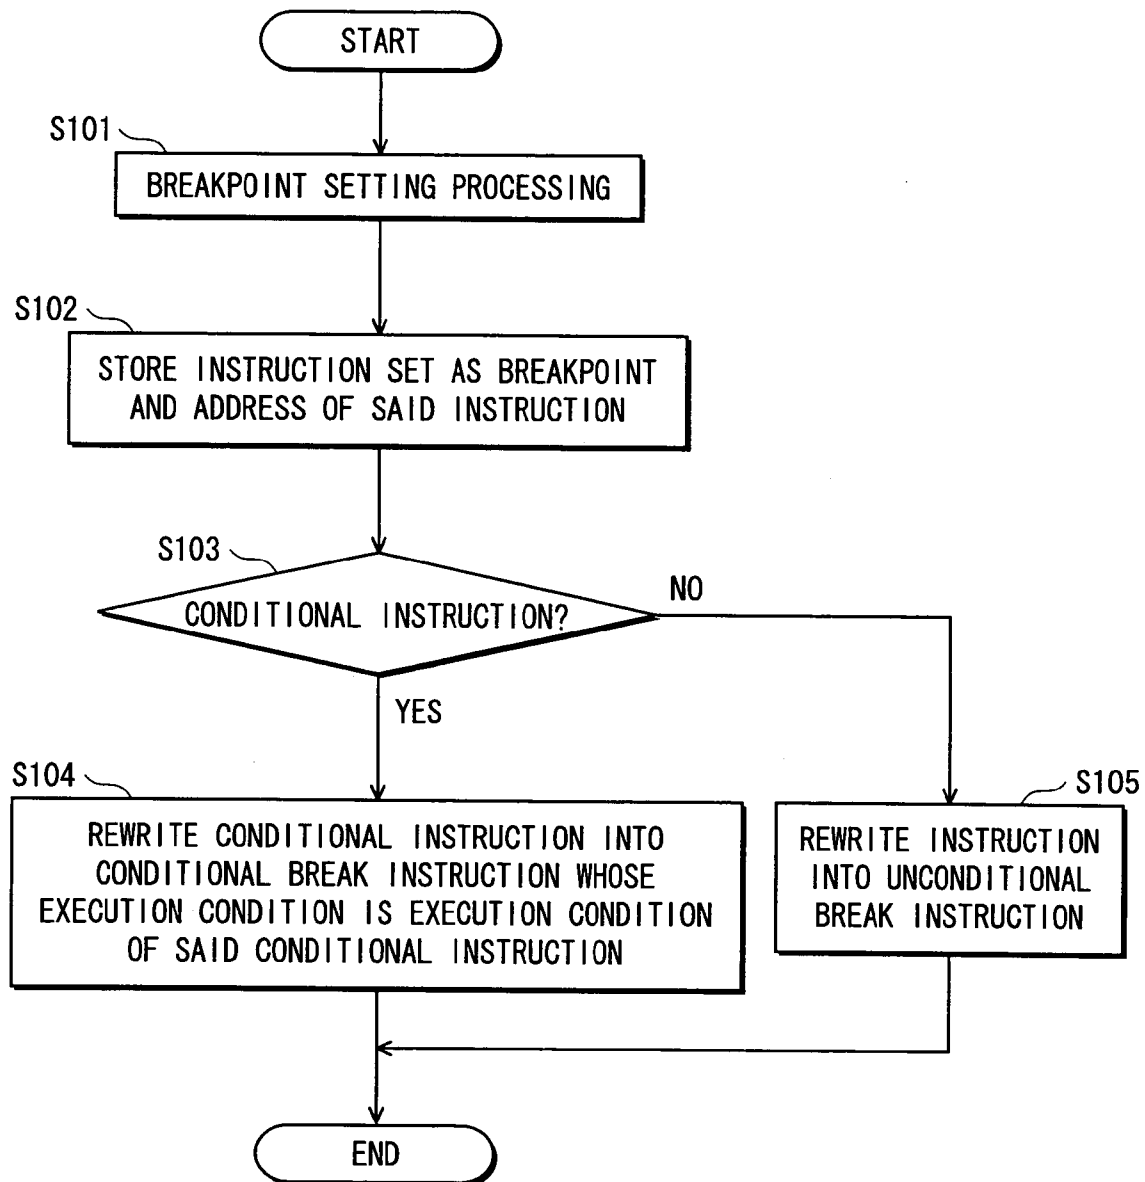 START
S101
BREAKPOINT SETTING PROCESSING
S102
STORE INSTRUCTION SET AS BREAKPOINT
AND ADDRESS OF SAID INSTRUCTION
S103
CONDITIONAL INSTRUCTION?
NO
YES
S104
REWRITE CONDITIONAL INSTRUCTION INTO
CONDITIONAL BREAK INSTRUCTION WHOSE
EXECUTION CONDITION IS EXECUTION CONDITION
OF SAID CONDITIONAL INSTRUCTION
S105
REWRITE INSTRUCTION
INTO UNCONDITIONAL
BREAK INSTRUCTION
END